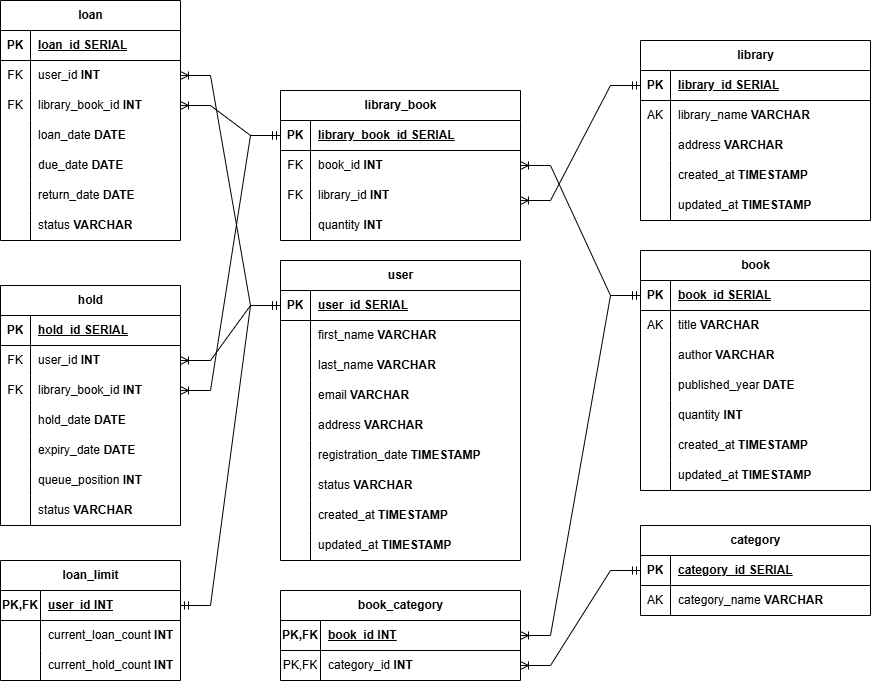 loan
PK loan_id SERIAL
FK user_id INT
FK library_book_id INT
loan_date DATE
due_date DATE
return_date DATE
status VARCHAR
hold
PK hold_id SERIAL
FK user_id INT
FK library_book_id INT
hold_date DATE
expiry_date DATE
queue_position INT
status VARCHAR
loan_limit
PK,FK user_id INT
current_loan_count INT
current_hold_count INT
library_book
PK library_book_id SERIAL
FK book_id INT
FK library_id INT
quantity INT
user
PK user_id SERIAL
first_name VARCHAR
last_name VARCHAR
email VARCHAR
address VARCHAR
registration_date TIMESTAMP
status VARCHAR
created_at TIMESTAMP
updated_at TIMESTAMP
book_category
PK,FK book_id INT
PK,FK category_id INT
library
PK library_id SERIAL
AK library_name VARCHAR
address VARCHAR
created_at TIMESTAMP
updated_at TIMESTAMP
book
PK book_id SERIAL
AK title VARCHAR
author VARCHAR
published_year DATE
quantity INT
created_at TIMESTAMP
updated_at TIMESTAMP
category
PK category_id SERIAL
AK category_name VARCHAR